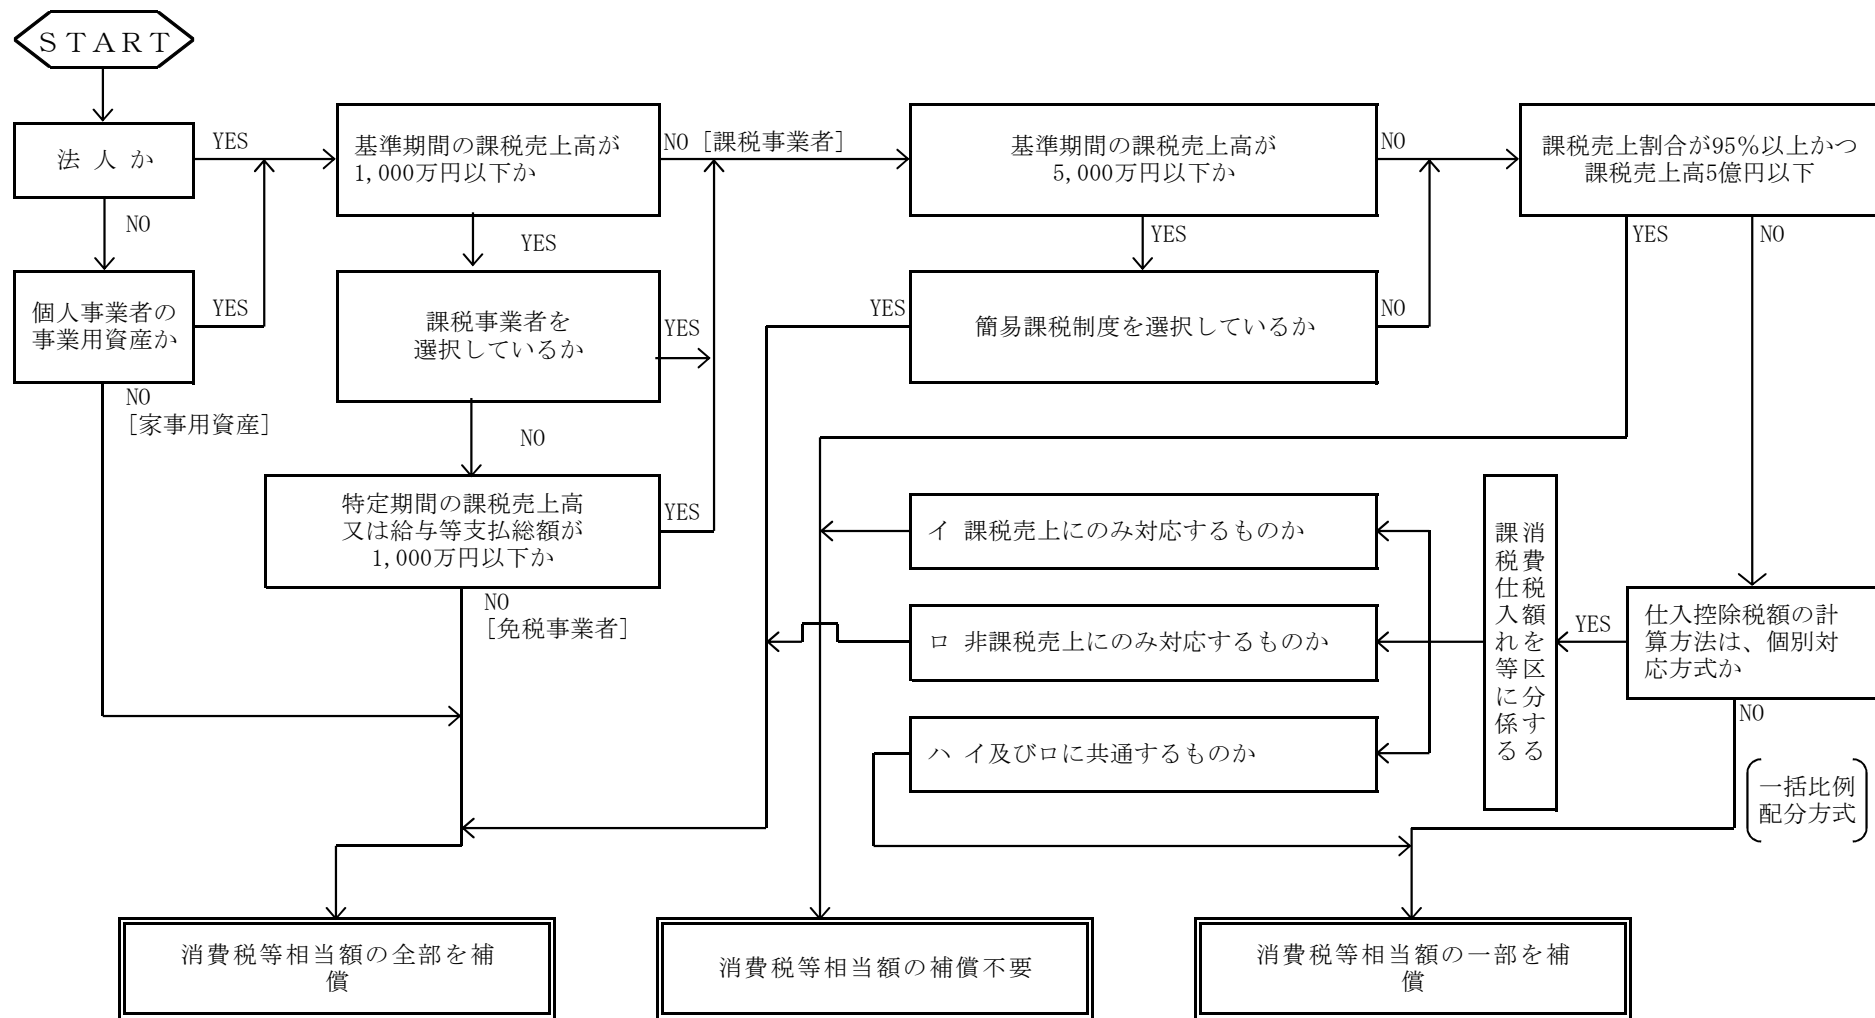 START
法 人 か
YES
NO
個人事業者の
事業用資産か
YES
NO
[家事用資産]
基準期間の課税売上高が
1,000万円以下か
NO [課税事業者]
YES
課税事業者を
選択しているか
YES
NO
特定期間の課税売上高
又は給与等支払総額が
1,000万円以下か
YES
NO
[免税事業者]
基準期間の課税売上高が
5,000万円以下か
NO
YES
簡易課税制度を選択しているか
YES
NO
課税売上割合が95%以上かつ
課税売上高5億円以下
YES
NO
仕入控除税額の計
算方法は、個別対
応方式か
YES
NO
一括比例
配分方式
消費税額を区分する
課税仕入れ等に係る
イ 課税売上にのみ対応するものか
ロ 非課税売上にのみ対応するものか
ハ イ及びロに共通するものか
消費税等相当額の全部を補
償
消費税等相当額の補償不要
消費税等相当額の一部を補
償